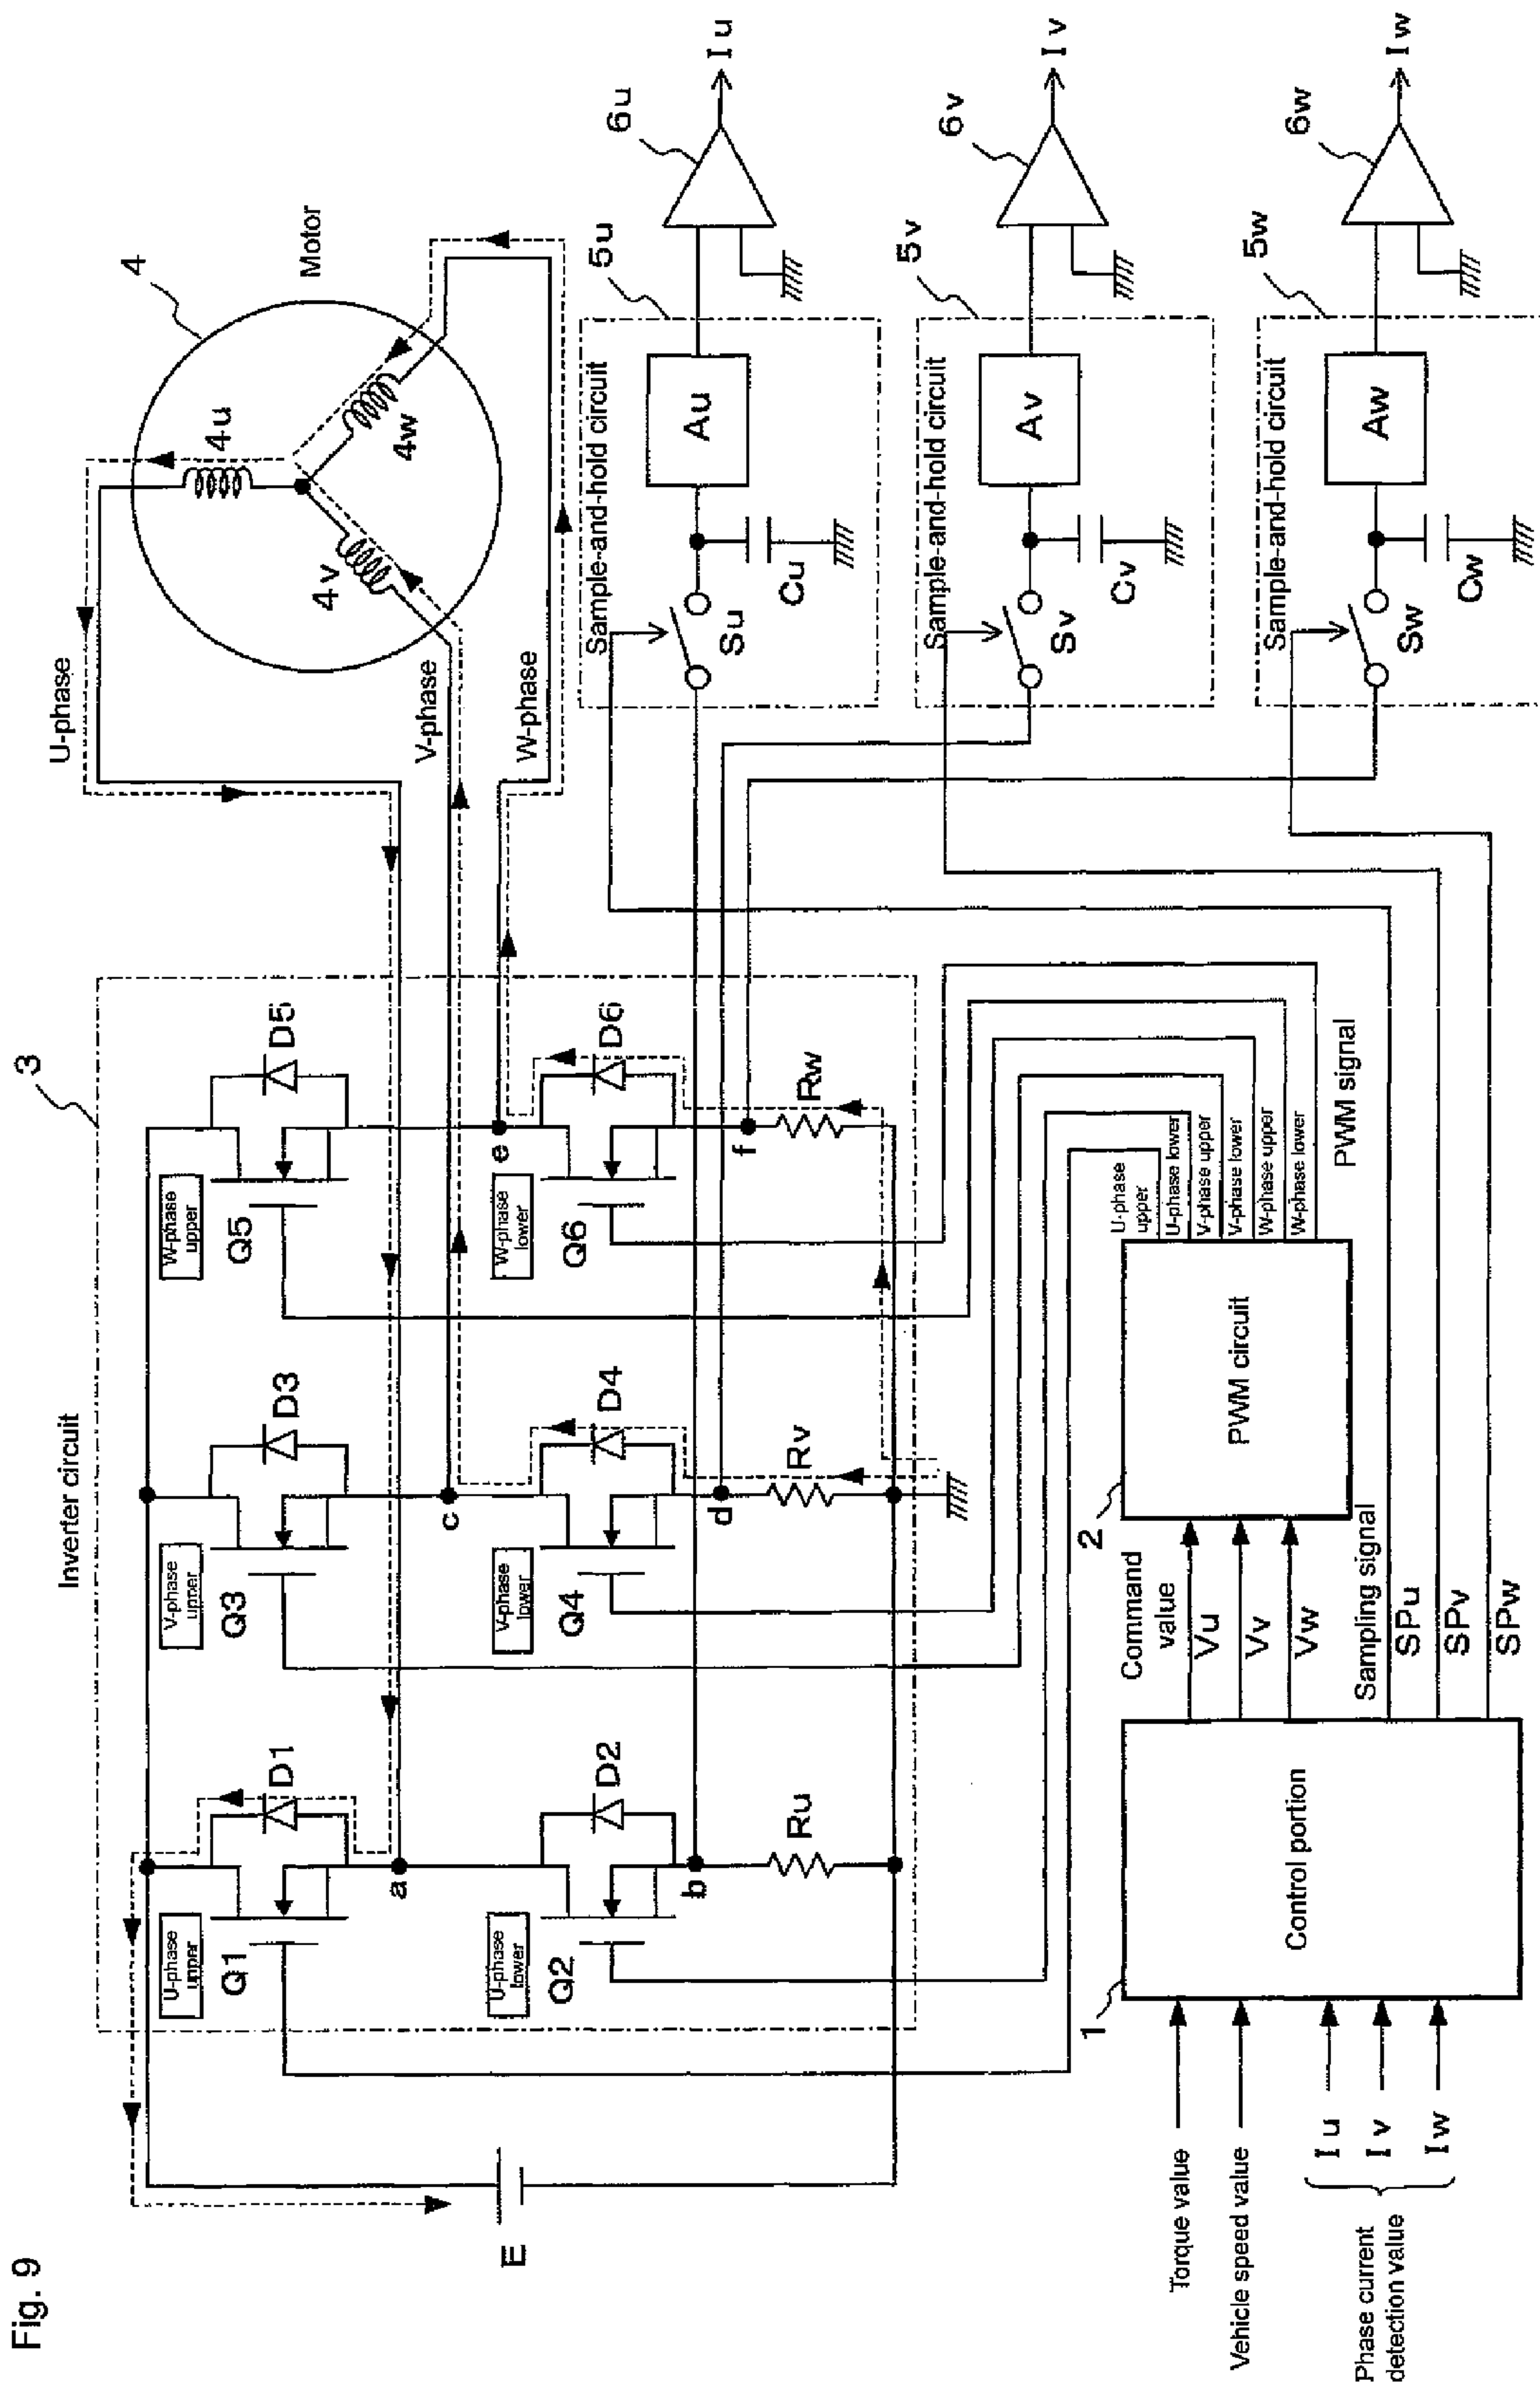 Fig. 9
Inverter circuit
3
U-phase
upper
Q1
D1
V-phase
upper
Q3
D3
W-phase
upper
Q5
D5
a
c
e
U-phase
lower
Q2
D2
V-phase
lower
Q4
D4
W-phase
lower
Q6
D6
b
d
f
Ru
Rv
Rw
E
U-phase
V-phase
W-phase
4
Motor
4u
4v
4w
Sample-and-hold circuit
5u
Su
Cu
Au
6u
Iu
Sample-and-hold circuit
5v
Sv
Cv
Av
6v
Iv
Sample-and-hold circuit
5w
Sw
Cw
Aw
6w
Iw
Torque value
Vehicle speed value
Phase current
detection value
Iu
Iv
Iw
1
Control portion
Command
value
Vu
Vv
Vw
Sampling signal
SPu
SPv
SPw
2
PWM circuit
U-phase
upper
U-phase lower
V-phase upper
V-phase lower
W-phase upper
W-phase lower
PWM signal